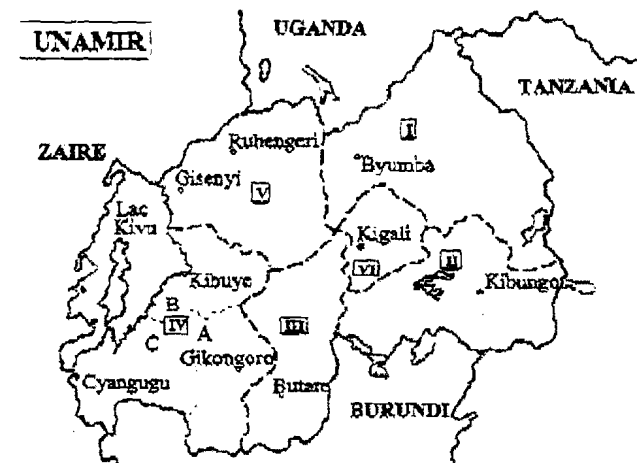 UNAMIR
UGANDA
TANZANIA
ZAIRE
Ruhengeri
I
Byumba
Gisenyi
V
Lac
Kivu
Kigali
VI
II
Kibuye
Kibungo
B
IV
A
III
C
Gikongoro
Cyangugu
Butare
BURUNDI